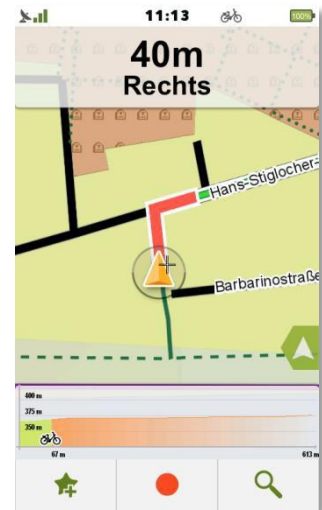 11:13
100%
40m
Rechts
Hans-Stiglocher-
Barbarinostraße
400 m
375 m
350 m
67 m
613 m